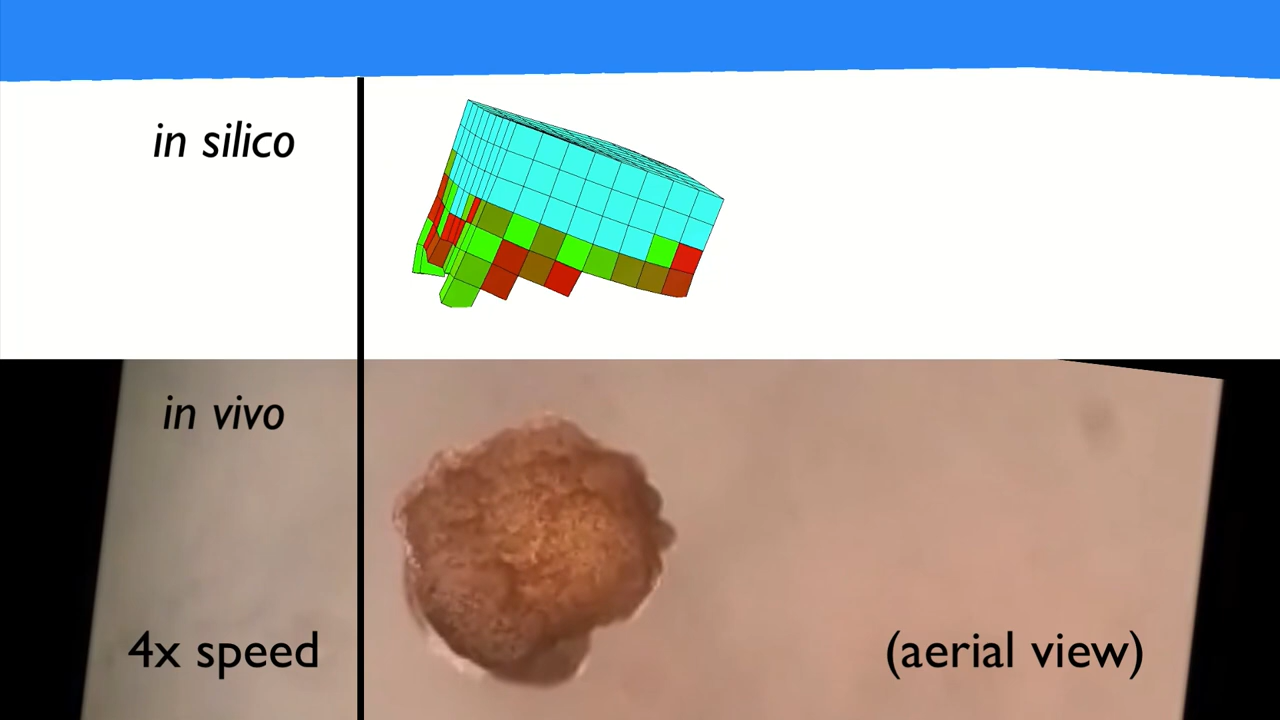 in silico
in vivo
4x speed
(aerial view)